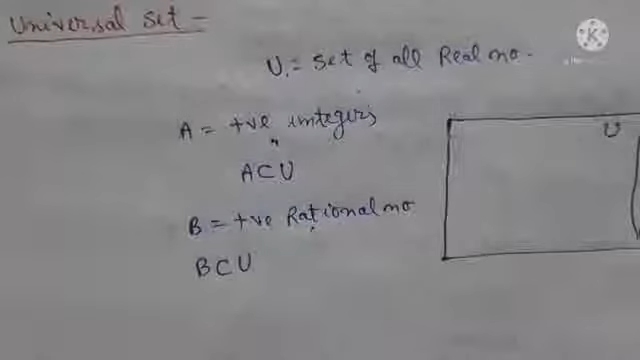 Universal Set =
U = Set of all Real no.
A = +ve integers
A⊂U
U
B = +ve Rational no
B⊂U